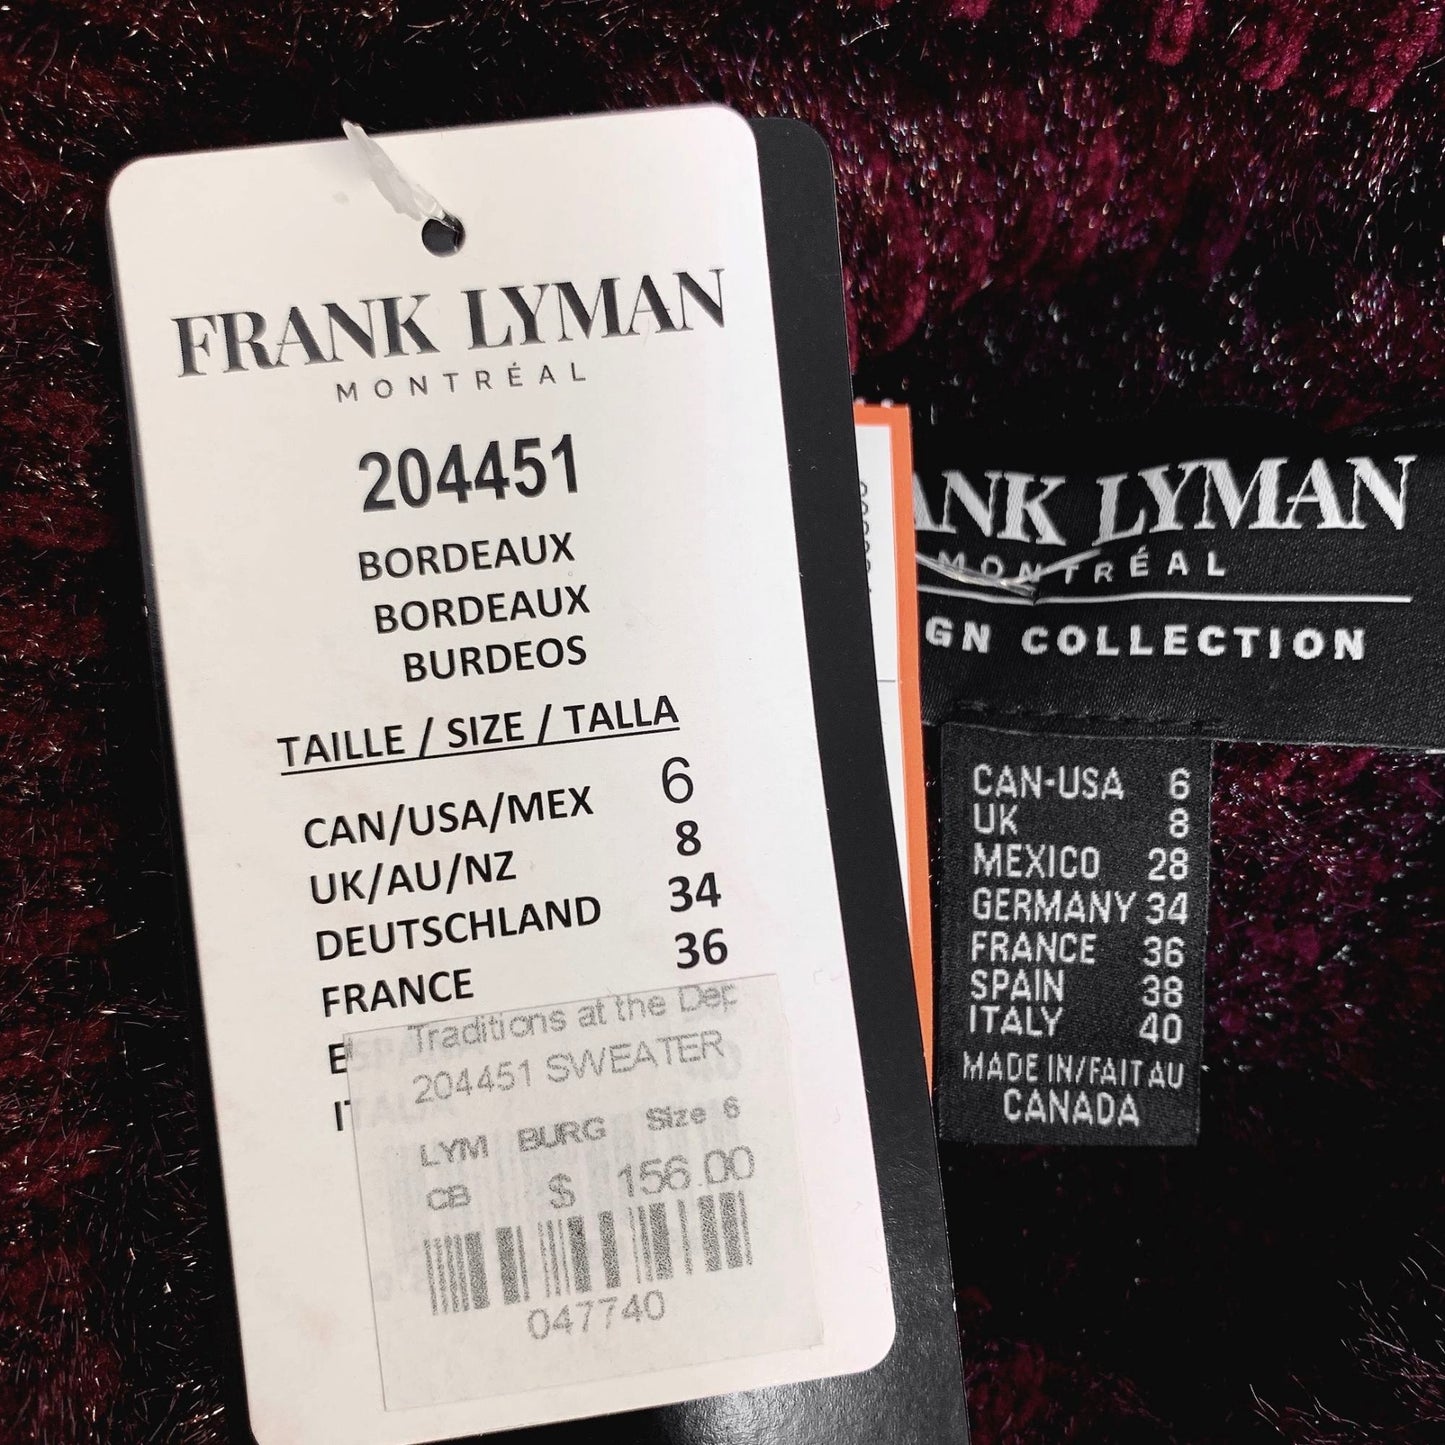 FRANK LYMAN
MONTRÉAL
204451
BORDEAUX
BORDEAUX
BURDEOS
TAILLE / SIZE / TALLA
CAN/USA/MEX 6
UK/AU/NZ 8
DEUTSCHLAND 34
FRANCE 36
Traditions at the Dep
204451 SWEATER
LYM BURG Size 6
CB $ 156.00
047740
ANK LYMAN
MONTRÉAL
GN COLLECTION
CAN-USA 6
UK 8
MEXICO 28
GERMANY 34
FRANCE 36
SPAIN 38
ITALY 40
MADE IN/FAIT AU
CANADA